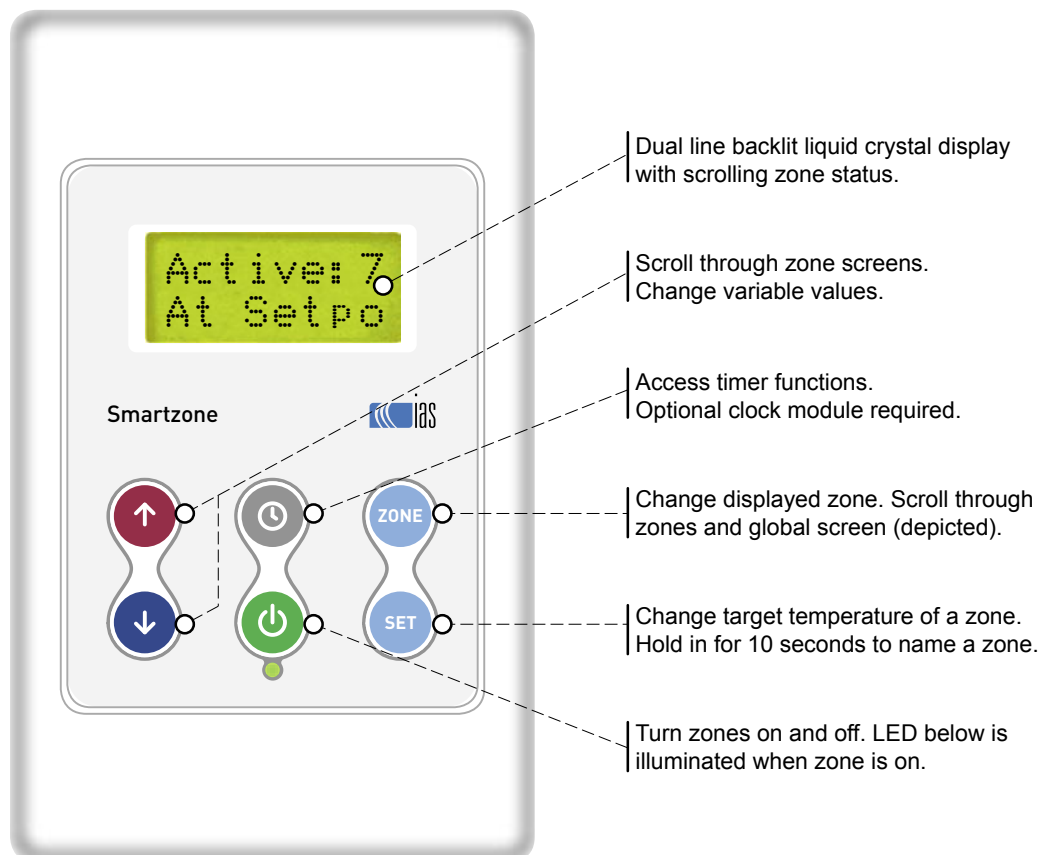 Dual line backlit liquid crystal display
with scrolling zone status.
Active: 7
At Setpo
Scroll through zone screens.
Change variable values.
Access timer functions.
Optional clock module required.
Smartzone
ias
Change displayed zone. Scroll through
zones and global screen (depicted).
ZONE
Change target temperature of a zone.
Hold in for 10 seconds to name a zone.
SET
Turn zones on and off. LED below is
illuminated when zone is on.